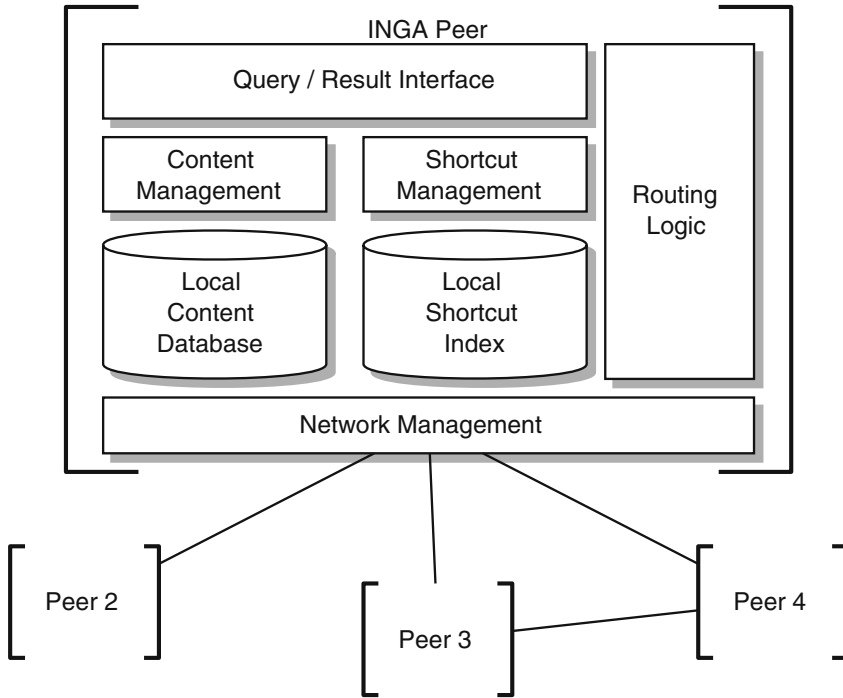 INGA Peer
Query / Result Interface
Content
Management
Shortcut
Management
Routing
Logic
Local
Content
Database
Local
Shortcut
Index
Network Management
Peer 2
Peer 3
Peer 4